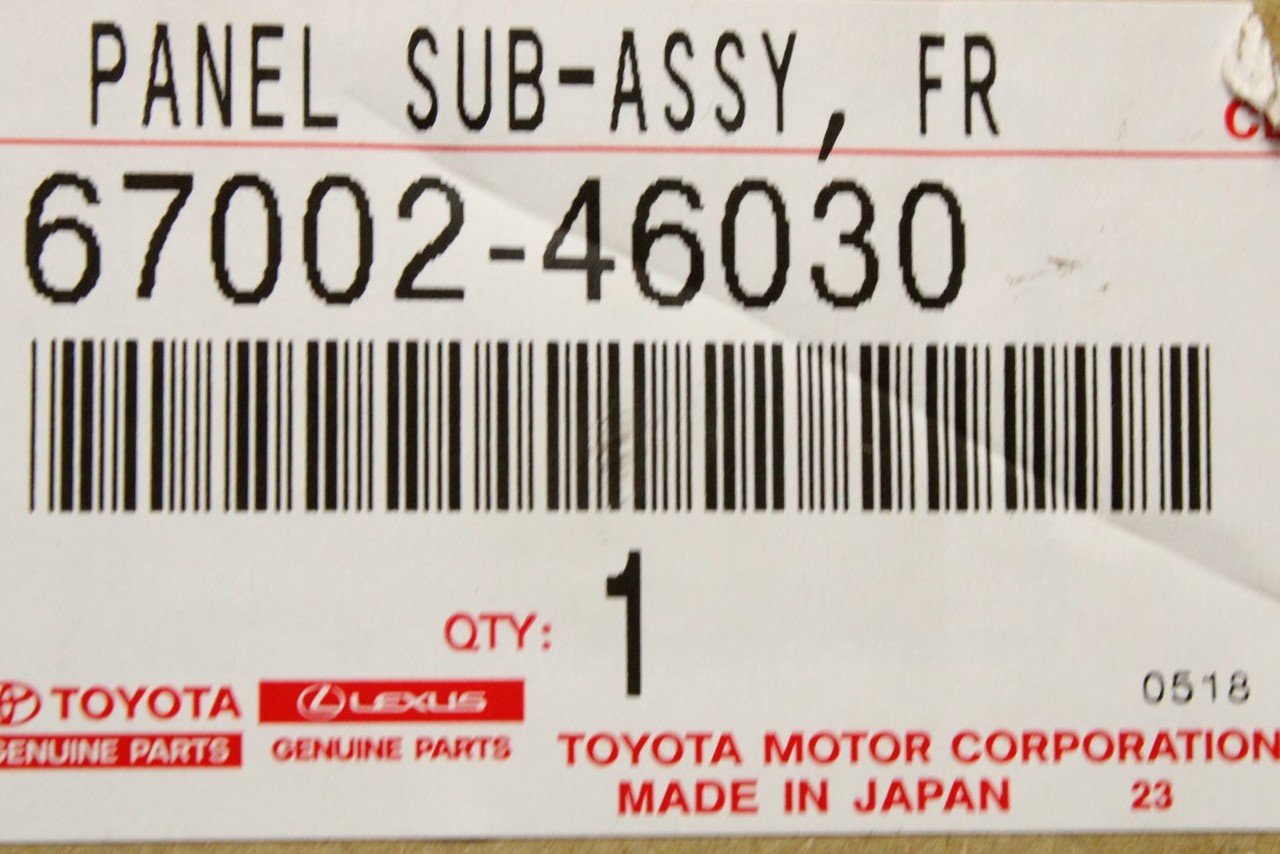 PANEL SUB-ASSY, FR
67002-46030
QTY: 1
0518
TOYOTA
GENUINE PARTS
LEXUS
GENUINE PARTS
TOYOTA MOTOR CORPORATION
MADE IN JAPAN 23